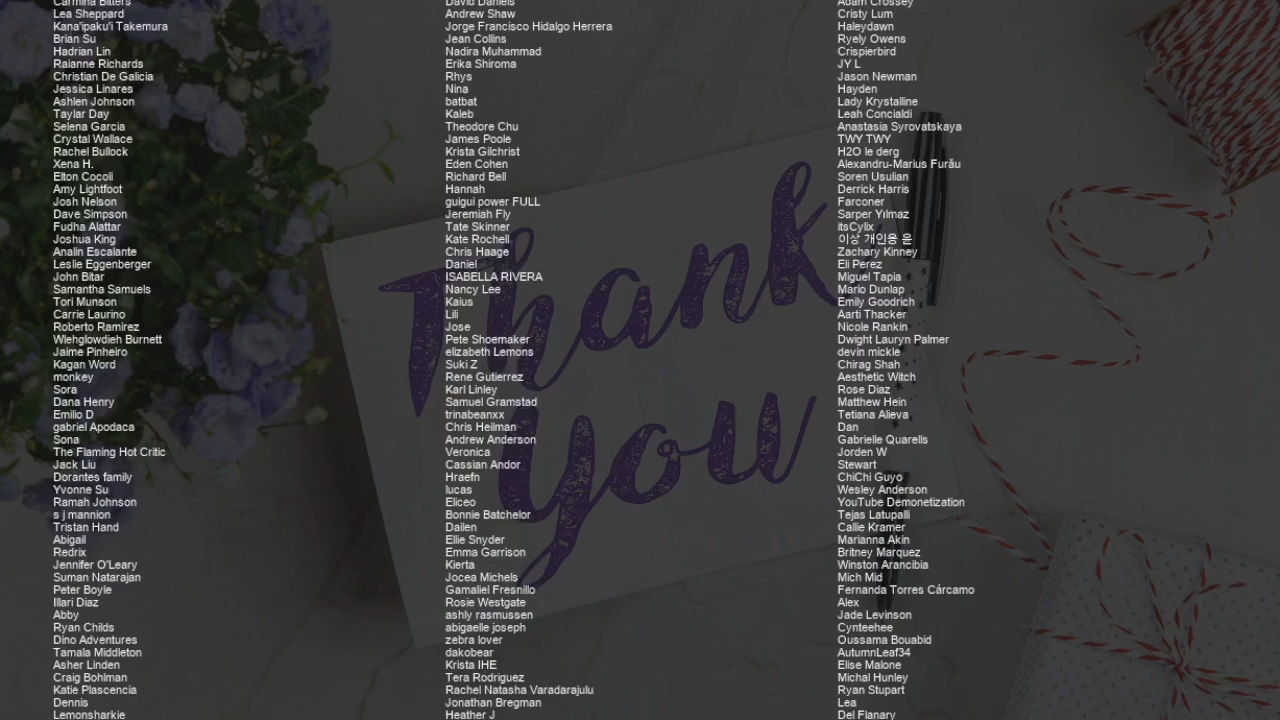 Carmina Bitters
Lea Sheppard
Kana'ipaku'i Takemura
Brian Su
Hadrian Lin
Raianne Richards
Christian De Galicia
Jessica Linares
Ashlen Johnson
Taylar Day
Selena Garcia
Crystal Wallace
Rachel Bullock
Xena H.
Elton Cocoli
Amy Lightfoot
Josh Nelson
Dave Simpson
Fudha Alattar
Joshua King
Analin Escalante
Leslie Eggenberger
John Bitar
Samantha Samuels
Tori Munson
Carrie Laurino
Roberto Ramirez
Wlehglowdieh Burnett
Jaime Pinheiro
Kagan Word
monkey
Sora
Dana Henry
Emilio D
gabriel Apodaca
Sona
The Flaming Hot Critic
Jack Liu
Dorantes family
Yvonne Su
Ramah Johnson
s j mannion
Tristan Hand
Abigail
Redrix
Jennifer O'Leary
Suman Natarajan
Peter Boyle
Illari Diaz
Abby
Ryan Childs
Dino Adventures
Tamala Middleton
Asher Linden
Craig Bohlman
Katie Plascencia
Dennis
Lemonsharkie
David Daniels
Andrew Shaw
Jorge Francisco Hidalgo Herrera
Jean Collins
Nadira Muhammad
Erika Shiroma
Rhys
Nina
batbat
Kaleb
Theodore Chu
James Poole
Krista Gilchrist
Eden Cohen
Richard Bell
Hannah
guigui power FULL
Jeremiah Fly
Tate Skinner
Kate Rochell
Chris Haage
Daniel
ISABELLA RIVERA
Nancy Lee
Kaius
Lili
Jose
Pete Shoemaker
elizabeth Lemons
Suki Z
Rene Gutierrez
Karl Linley
Samuel Gramstad
trinabeanxx
Chris Heilman
Andrew Anderson
Veronica
Cassian Andor
Hraefn
lucas
Eliceo
Bonnie Batchelor
Dailen
Ellie Snyder
Emma Garrison
Kierta
Jocea Michels
Gamaliel Fresnillo
Rosie Westgate
ashly rasmussen
abigaelle joseph
zebra lover
dakobear
Krista IHE
Tera Rodriguez
Rachel Natasha Varadarajulu
Jonathan Bregman
Heather J
Adam Crossey
Cristy Lum
Haleydawn
Ryely Owens
Crispierbird
JY L
Jason Newman
Hayden
Lady Krystalline
Leah Concialdi
Anastasia Syrovatskaya
TWY TWY
H2O le derg
Alexandru-Marius Furău
Soren Usulian
Derrick Harris
Farconer
Sarper Yılmaz
itsCylix
이상 개인용 윤
Zachary Kinney
Eli Perez
Miguel Tapia
Mario Dunlap
Emily Goodrich
Aarti Thacker
Nicole Rankin
Dwight Lauryn Palmer
devin mickle
Chirag Shah
Aesthetic Witch
Rose Diaz
Matthew Hein
Tetiana Alieva
Dan
Gabrielle Quarells
Jorden W
Stewart
ChiChi Guyo
Wesley Anderson
YouTube Demonetization
Tejas Latupalli
Callie Kramer
Marianna Akin
Britney Marquez
Winston Arancibia
Mich Mid
Fernanda Torres Cárcamo
Alex
Jade Levinson
Cynteehee
Oussama Bouabid
AutumnLeaf34
Elise Malone
Michal Hunley
Ryan Stupart
Lea
Del Flanary
Thank
you